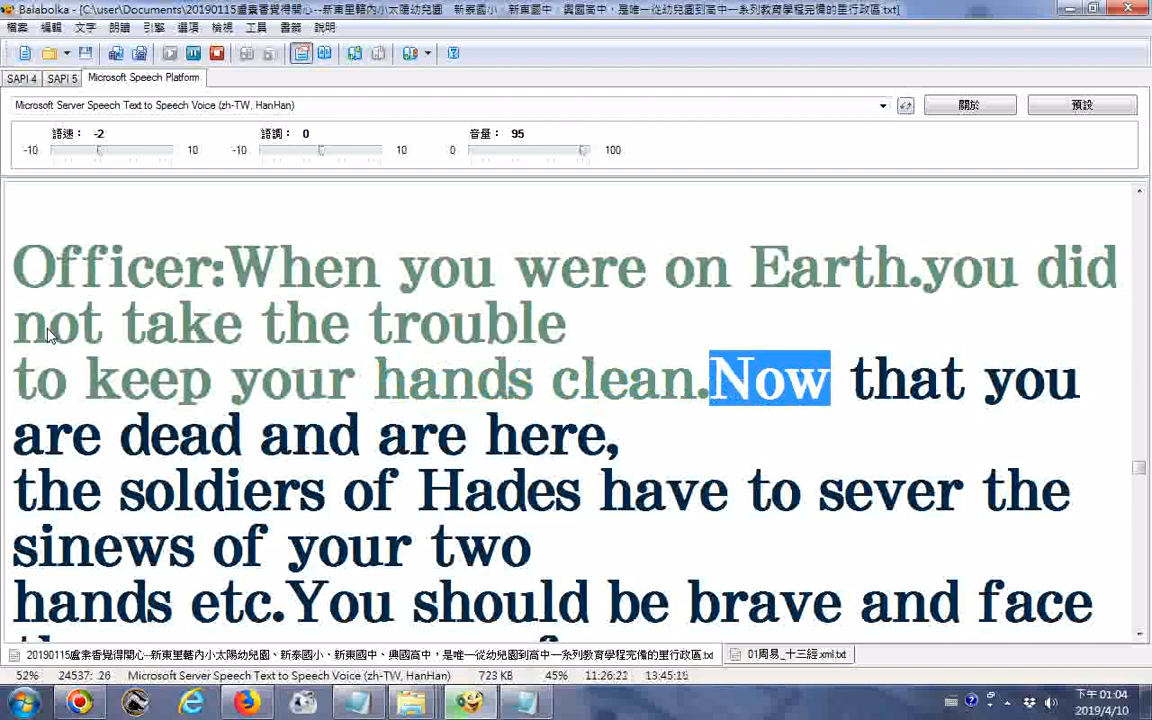 Balabolka - [C:\user\Documents\20190115盧彙香覺得開心--新東里轄內小太陽幼兒園、新泰國小、新東國中、興國高中，是唯一從幼兒園到高中一系列教育學程完備的里行政區.txt]
檔案 編輯 文字 朗讀 引擎 選項 檢視 工具 書籤 說明
SAPI 4 SAPI 5 Microsoft Speech Platform
Microsoft Server Speech Text to Speech Voice (zh-TW, HanHan) 關於 預設
語速： -2 語調： 0 音量： 95
-10 10 -10 10 0 100
Officer:When you were on Earth.you did
not take the trouble
to keep your hands clean.Now that you
are dead and are here,
the soldiers of Hades have to sever the
sinews of your two
hands etc.You should be brave and face
20190115盧彙香覺得開心--新東里轄內小太陽幼兒園、新泰國小、新東國中、興國高中，是唯一從幼兒園到高中一系列教育學程完備的里行政區.txt 01周易_十三經.xml.txt
52% 24537: 26 Microsoft Server Speech Text to Speech Voice (zh-TW, HanHan) 723 KB 45% 11:26:22 13:45:16
下午 01:04
2019/4/10